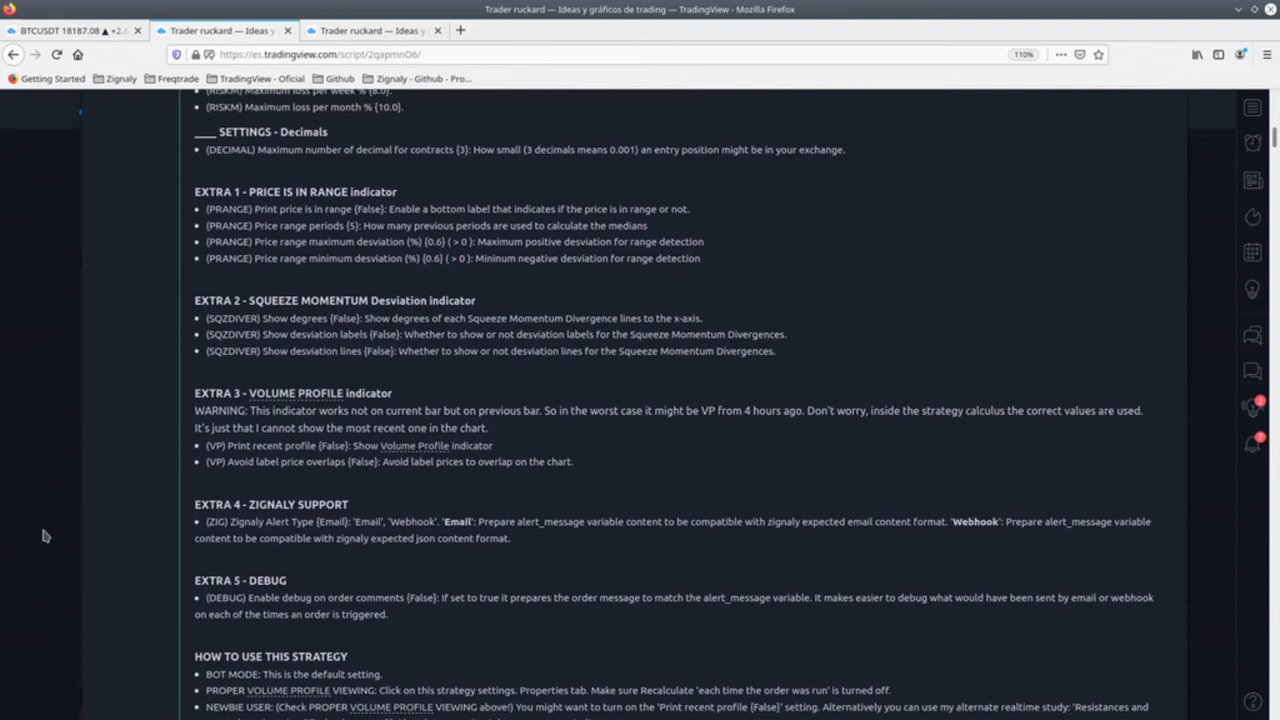 Trader ruckard — Ideas y gráficos de trading — TradingView - Mozilla Firefox
BTCUSDT 18187.08 ▲ +2.6
Trader ruckard — Ideas y
Trader ruckard — Ideas y
https://es.tradingview.com/script/2qapmnO6/
110%
Getting Started
Zignaly
Freqtrade
TradingView - Oficial
Github
Zignaly - Github - Pro...
• (RISKM) Maximum loss per week % {8.0}.
• (RISKM) Maximum loss per month % {10.0}.
____ SETTINGS - Decimals
• (DECIMAL) Maximum number of decimal for contracts {3}: How small (3 decimals means 0.001) an entry position might be in your exchange.
EXTRA 1 - PRICE IS IN RANGE indicator
• (PRANGE) Print price is in range {False}: Enable a bottom label that indicates if the price is in range or not.
• (PRANGE) Price range periods {5}: How many previous periods are used to calculate the medians
• (PRANGE) Price range maximum desviation (%) {0.6} ( > 0 ): Maximum positive desviation for range detection
• (PRANGE) Price range minimum desviation (%) {0.6} ( > 0 ): Mininum negative desviation for range detection
EXTRA 2 - SQUEEZE MOMENTUM Desviation indicator
• (SQZDIVER) Show degrees {False}: Show degrees of each Squeeze Momentum Divergence lines to the x-axis.
• (SQZDIVER) Show desviation labels {False}: Whether to show or not desviation labels for the Squeeze Momentum Divergences.
• (SQZDIVER) Show desviation lines {False}: Whether to show or not desviation lines for the Squeeze Momentum Divergences.
EXTRA 3 - VOLUME PROFILE indicator
WARNING: This indicator works not on current bar but on previous bar. So in the worst case it might be VP from 4 hours ago. Don't worry, inside the strategy calculus the correct values are used.
It's just that I cannot show the most recent one in the chart.
• (VP) Print recent profile {False}: Show Volume Profile indicator
• (VP) Avoid label price overlaps {False}: Avoid label prices to overlap on the chart.
EXTRA 4 - ZIGNALY SUPPORT
• (ZIG) Zignaly Alert Type {Email}: 'Email', 'Webhook'. 'Email': Prepare alert_message variable content to be compatible with zignaly expected email content format. 'Webhook': Prepare alert_message variable
content to be compatible with zignaly expected json content format.
EXTRA 5 - DEBUG
• (DEBUG) Enable debug on order comments {False}: If set to true it prepares the order message to match the alert_message variable. It makes easier to debug what would have been sent by email or webhook
on each of the times an order is triggered.
HOW TO USE THIS STRATEGY
• BOT MODE: This is the default setting.
• PROPER VOLUME PROFILE VIEWING: Click on this strategy settings. Properties tab. Make sure Recalculate 'each time the order was run' is turned off.
• NEWBIE USER: (Check PROPER VOLUME PROFILE VIEWING above!) You might want to turn on the 'Print recent profile {False}' setting. Alternatively you can use my alternate realtime study: 'Resistances and